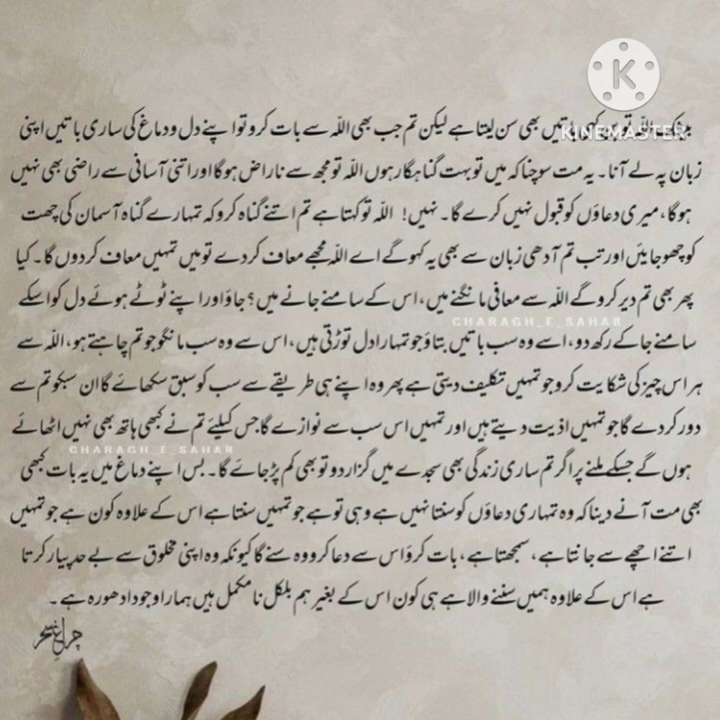 K
KINEMASTER
بیشک اللہ تو ان کہی باتیں بھی سن لیتا ہے لیکن تم جب بھی اللہ سے بات کرو تو اپنے دل و دماغ کی ساری باتیں اپنی
زبان پہ لے آنا۔ یہ مت سوچنا کہ میں تو بہت گناہگار ہوں اللہ تو مجھ سے ناراض ہوگا اور اتنی آسانی سے راضی بھی نہیں
ہوگا، میری دعاؤں کو قبول نہیں کرے گا۔ نہیں! اللہ تو کہتا ہے تم اتنے گناہ کرو کہ تمہارے گناہ آسمان کی چھت
کو چھو جایئں اور تب تم آدھی زبان سے بھی یہ کہو گے اے اللہ مجھے معاف کردے تو میں تمہیں معاف کر دوں گا۔ کیا
پھر بھی تم دیر کرو گے اللہ سے معافی مانگنے میں، اس کے سامنے جانے میں؟ جاؤ اور اپنے ٹوٹے ہوئے دل کو اسکے
CHARAGH_E_SAHAR
سامنے جا کے رکھ دو، اسے وہ سب باتیں بتاؤ جو تمہارا دل توڑتی ہیں، اس سے وہ سب مانگو جو تم چاہتے ہو، اللہ سے
ہر اس چیز کی شکایت کرو جو تمہیں تکلیف دیتی ہے پھر وہ اپنے ہی طریقے سے سب کو سبق سکھائے گا ان سبکو تم سے
دور کردے گا جو تمہیں اذیت دیتے ہیں اور تمہیں اس سب سے نوازے گا جس کیلئے تم نے کبھی ہاتھ بھی نہیں اٹھائے
CHARAGH_E_SAHAR
ہوں گے جسکے ملنے پر اگر تم ساری زندگی بھی سجدے میں گزار دو تو بھی کم پڑ جائے گا۔ بس اپنے دماغ میں یہ بات کبھی
بھی مت آنے دینا کہ وہ تمہاری دعاؤں کو سنتا نہیں ہے وہی تو ہے جو تمہیں سنتا ہے اس کے علاوہ کون ہے جو تمہیں
اتنے اچھے سے جانتا ہے، سمجھتا ہے، بات کرو اس سے دعا کرو وہ سنے گا کیونکہ وہ اپنی مخلوق سے بے حد پیار کرتا
ہے اس کے علاوہ ہمیں سننے والا ہے ہی کون اس کے بغیر ہم بلکل نا مکمل ہیں ہمارا وجود ادھورہ ہے۔
چراغِ سحر